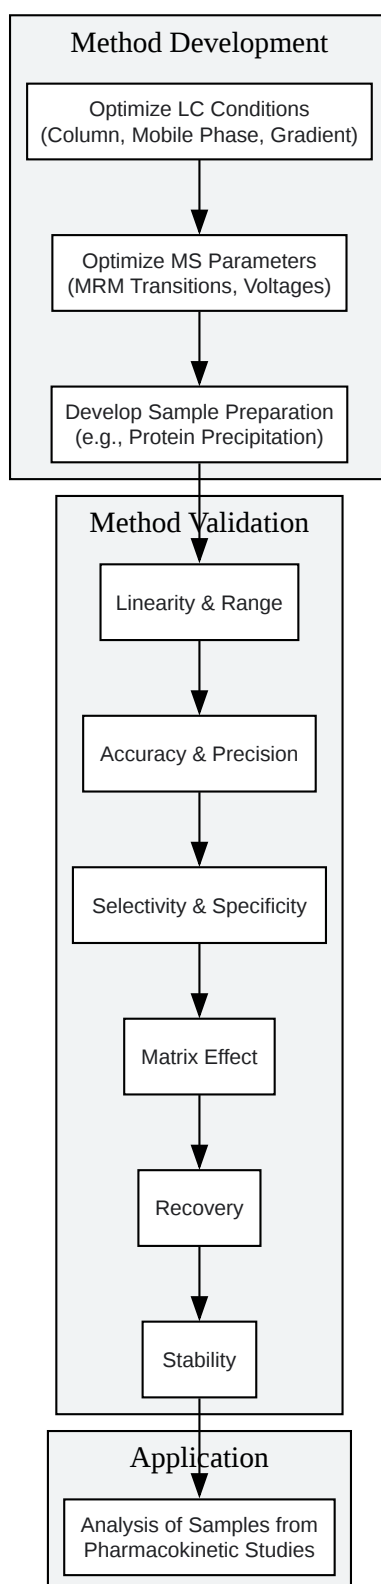 Method Development
Optimize LC Conditions
(Column, Mobile Phase, Gradient)
Optimize MS Parameters
(MRM Transitions, Voltages)
Develop Sample Preparation
(e.g., Protein Precipitation)
Method Validation
Linearity & Range
Accuracy & Precision
Selectivity & Specificity
Matrix Effect
Recovery
Stability
Application
Analysis of Samples from
Pharmacokinetic Studies